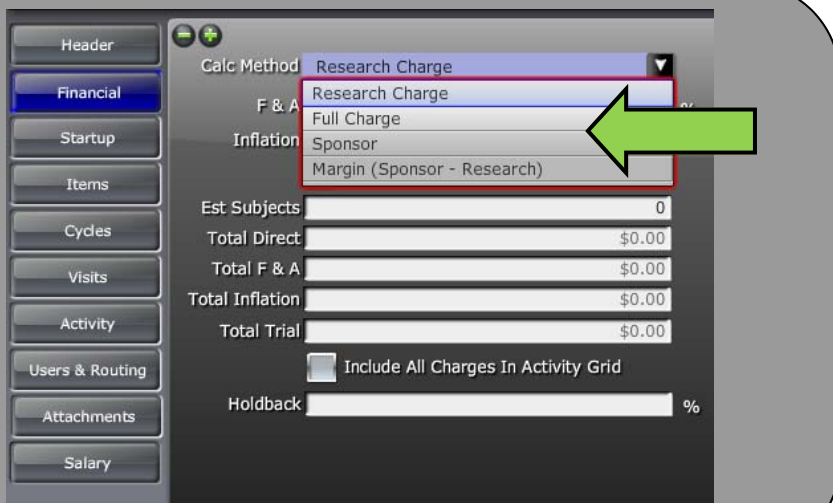 Header
Financial
Startup
Items
Cycles
Visits
Activity
Users & Routing
Attachments
Salary
Calc Method Research Charge
Research Charge
F & A
%
Full Charge
Inflation
Sponsor
Margin (Sponsor - Research)
Est Subjects 0
Total Direct $0.00
Total F & A $0.00
Total Inflation $0.00
Total Trial $0.00
Include All Charges In Activity Grid
Holdback %